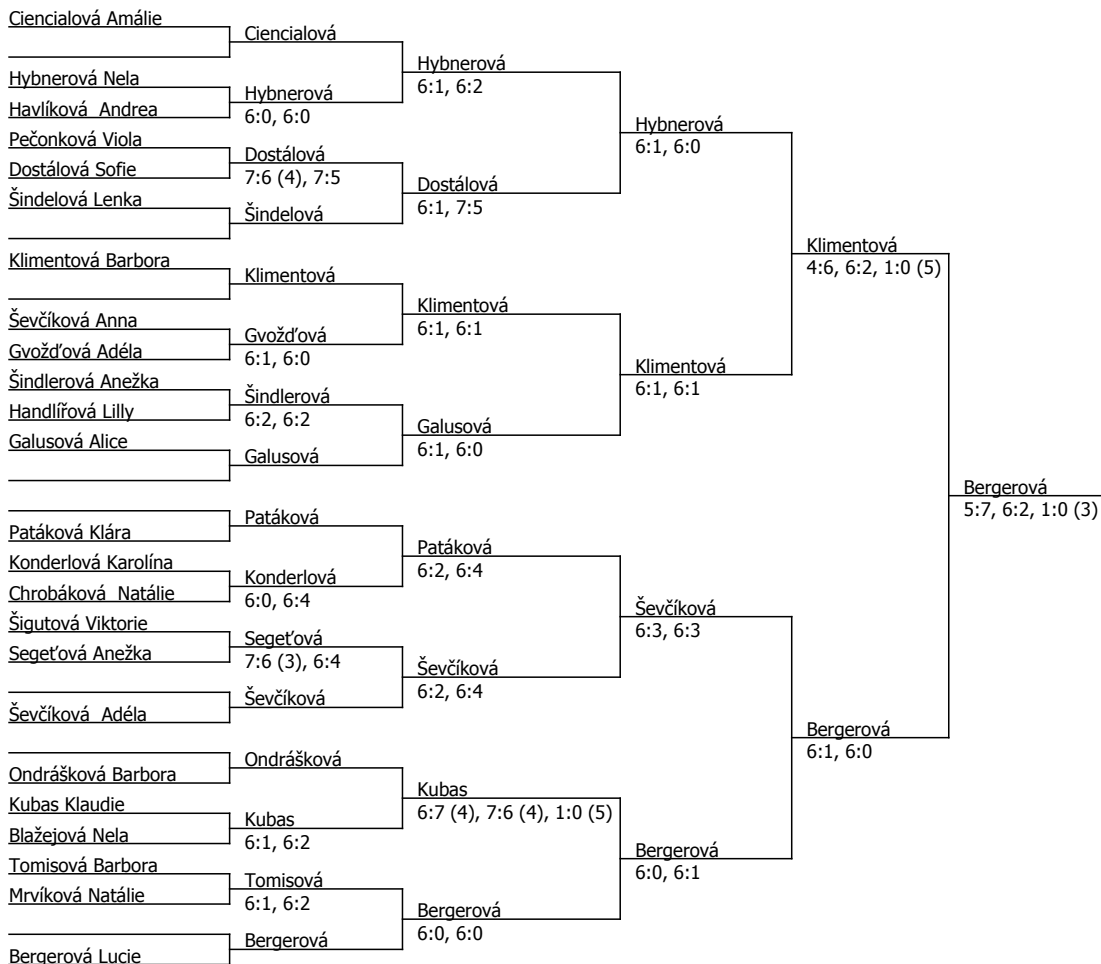 Ciencialová Amálie
Ciencialová
Hybnerová
6:1, 6:2
Hybnerová Nela
Havlíková  Andrea
Hybnerová
6:0, 6:0
Hybnerová
6:1, 6:0
Pečonková Viola
Dostálová Sofie
Dostálová
7:6 (4), 7:5
Dostálová
6:1, 7:5
Šindelová Lenka
Šindelová
Klimentová
4:6, 6:2, 1:0 (5)
Klimentová Barbora
Klimentová
Klimentová
6:1, 6:1
Ševčíková Anna
Gvožďová Adéla
Gvožďová
6:1, 6:0
Klimentová
6:1, 6:1
Šindlerová Anežka
Handlířová Lilly
Šindlerová
6:2, 6:2
Galusová
6:1, 6:0
Galusová Alice
Galusová
Bergerová
5:7, 6:2, 1:0 (3)
Patáková Klára
Patáková
Patáková
6:2, 6:4
Konderlová Karolína
Chrobáková  Natálie
Konderlová
6:0, 6:4
Ševčíková
6:3, 6:3
Šigutová Viktorie
Segeťová Anežka
Segeťová
7:6 (3), 6:4
Ševčíková
6:2, 6:4
Ševčíková  Adéla
Ševčíková
Bergerová
6:1, 6:0
Ondrášková Barbora
Ondrášková
Kubas
6:7 (4), 7:6 (4), 1:0 (5)
Kubas Klaudie
Blažejová Nela
Kubas
6:1, 6:2
Bergerová
6:0, 6:1
Tomisová Barbora
Mrvíková Natálie
Tomisová
6:1, 6:2
Bergerová
6:0, 6:0
Bergerová Lucie
Bergerová